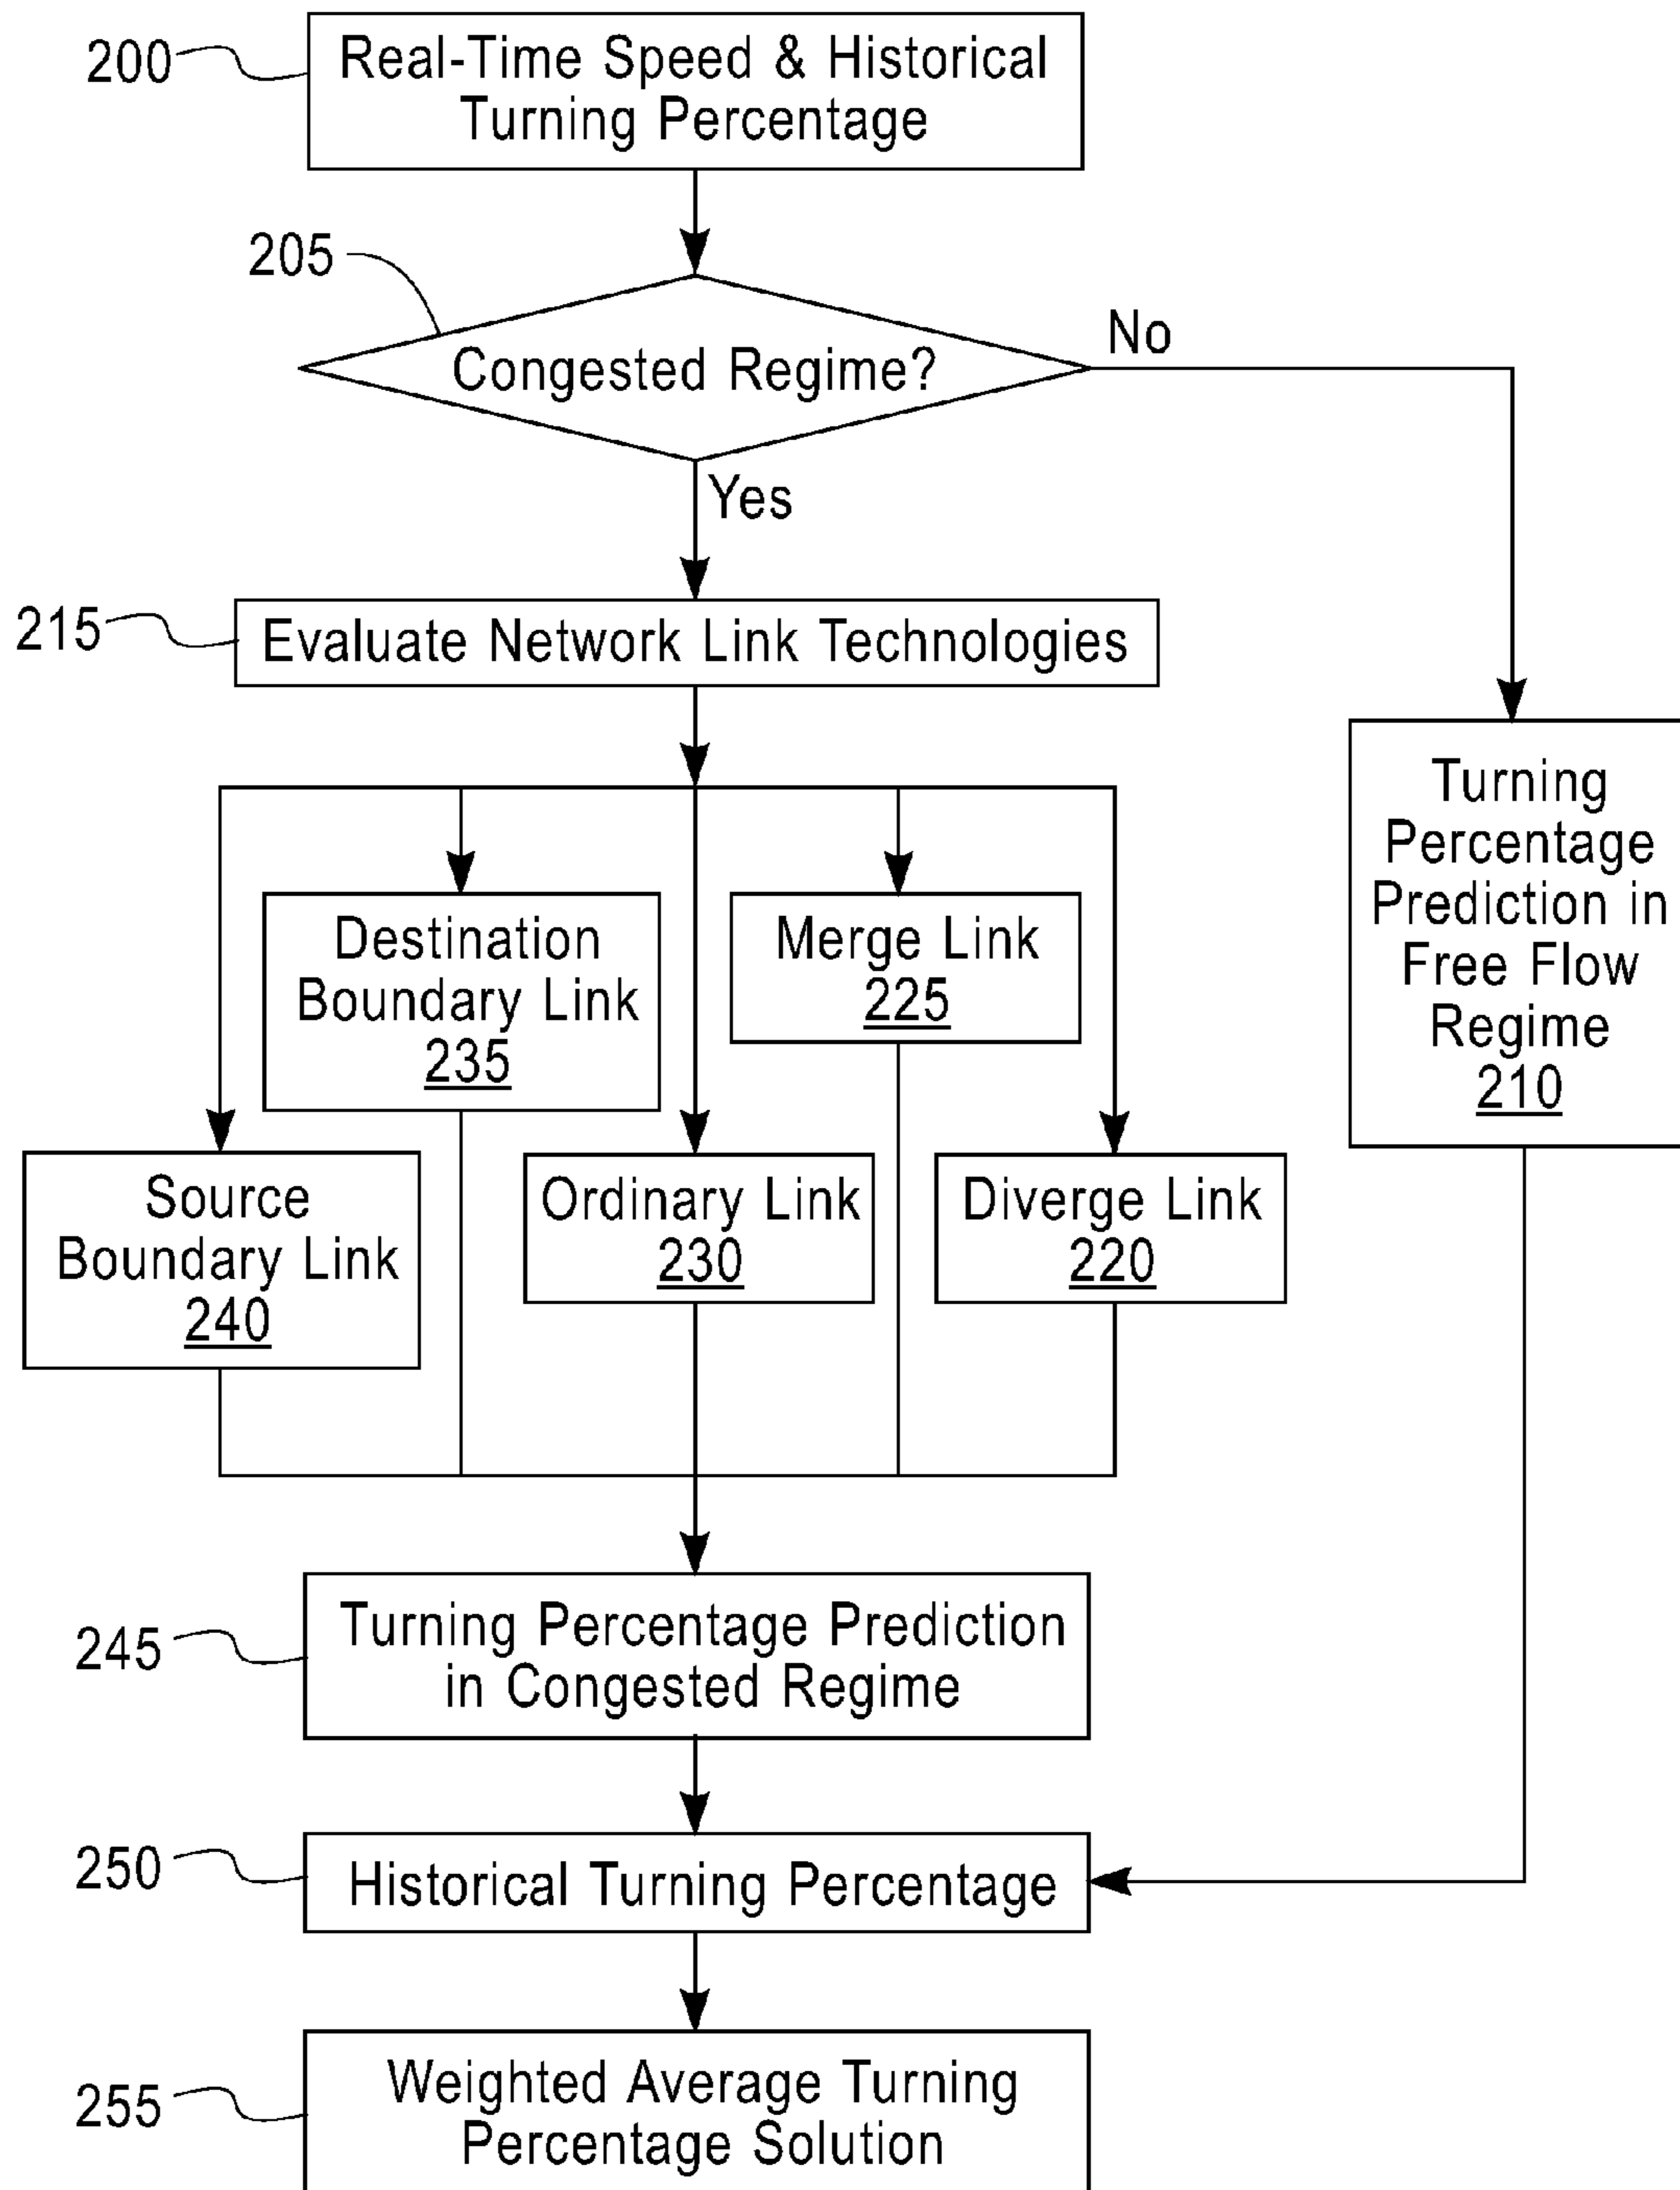 200
Real-Time Speed & Historical
Turning Percentage
205
Congested Regime?
No
Yes
215
Evaluate Network Link Technologies
Turning
Percentage
Prediction in
Free Flow
Regime
210
Destination
Boundary Link
235
Merge Link
225
Source
Boundary Link
240
Ordinary Link
230
Diverge Link
220
245
Turning Percentage Prediction
in Congested Regime
250
Historical Turning Percentage
255
Weighted Average Turning
Percentage Solution